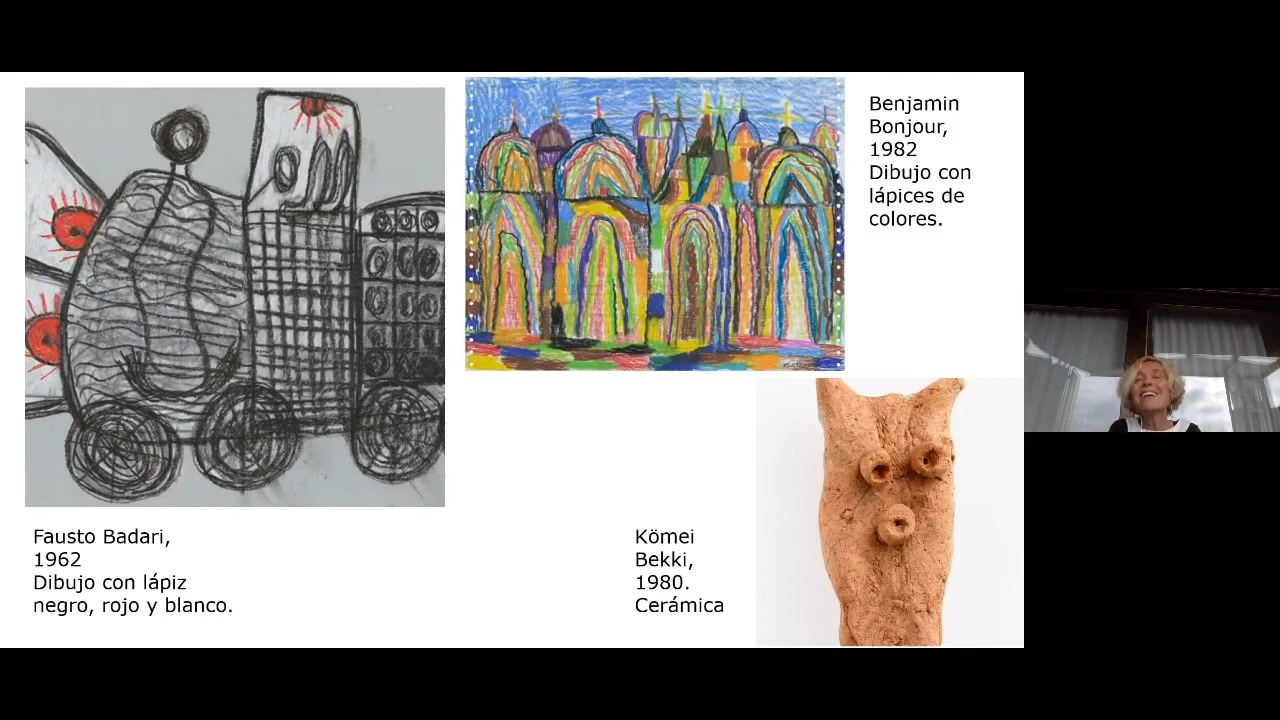 Benjamin
Bonjour,
1982
Dibujo con
lápices de
colores.
Fausto Badari,
1962
Dibujo con lápiz
negro, rojo y blanco.
Kömei
Bekki,
1980.
Cerámica